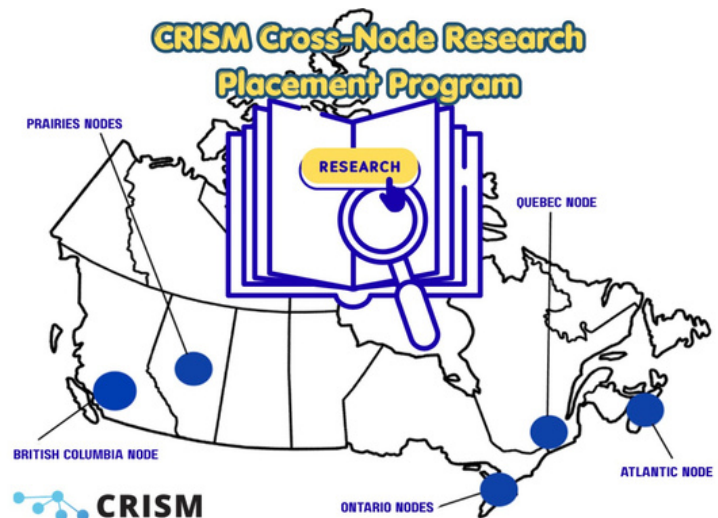 CRISM Cross-Node Research
Placement Program
PRAIRIES NODES
RESEARCH
QUEBEC NODE
BRITISH COLUMBIA NODE
ATLANTIC NODE
ONTARIO NODES
CRISM